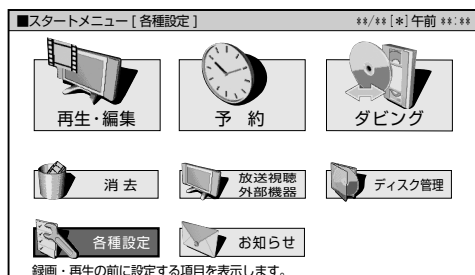 ■スタートメニュー [ 各種設定 ]
**/** [*] 午前 **:**
再生・編集
予 約
ダビング
消 去
放送視聴
外部機器
ディスク管理
各種設定
お知らせ
録画・再生の前に設定する項目を表示します。